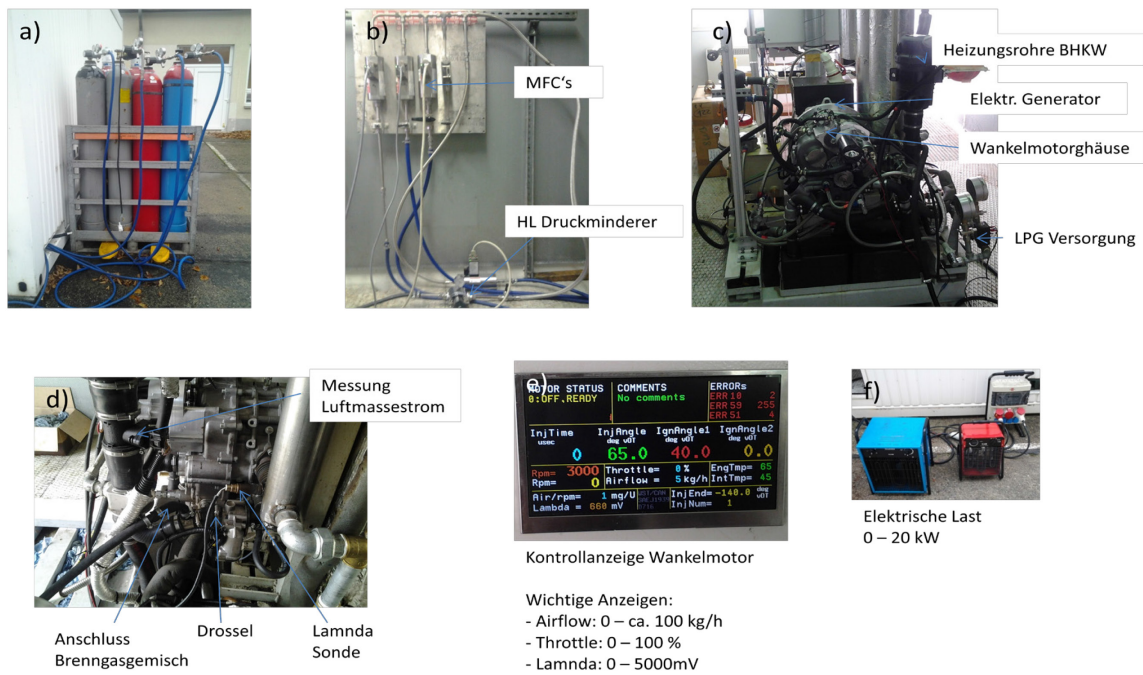 a)
b)
MFC's
HL Druckminderer
c)
Heizungsrohre BHKW
Elektr. Generator
Wankelmotorghäuse
LPG Versorgung
d)
Messung
Luftmassestrom
Anschluss
Brenngasgemisch
Drossel
Lamnda
Sonde
e)
MOTOR STATUS
0:OFF.READY
COMMENTS
No comments
ERRORs
ERR 10 2
ERR 59 255
ERR 51 4
InjTime
usec
0
InjAngle
deg vOT
65.0
IgnAngle1
deg vOT
40.0
IgnAngle2
deg vOT
0.0
Rpm= 3000
Rpm= 0
Throttle= 0 %
Airflow = 5 kg/h
EngTmp= 65
IntTmp= 45
Air/rpm= 1 mg/U
Lambda = 660 mV
InjEnd= -140.0 deg vOT
InjNum= 1
Kontrollanzeige Wankelmotor
Wichtige Anzeigen:
- Airflow: 0 – ca. 100 kg/h
- Throttle: 0 – 100 %
- Lamnda: 0 – 5000mV
f)
Elektrische Last
0 – 20 kW